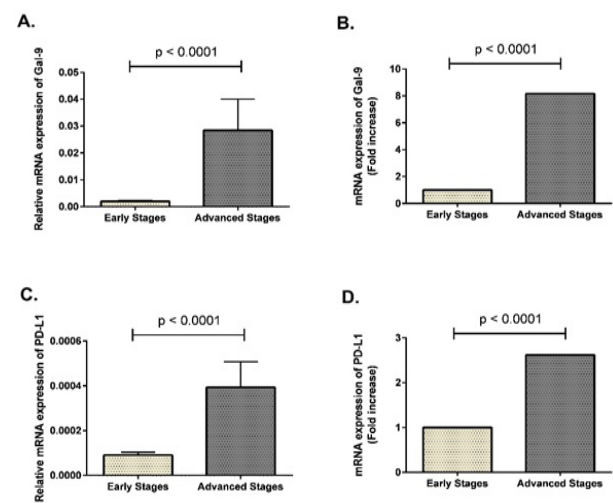 A.
p < 0.0001
Relative mRNA expression of Gal-9
0.05
0.04
0.03
0.02
0.01
0.00
Early Stages Advanced Stages
B.
p < 0.0001
mRNA expression of Gal-9
(Fold increase)
10
8
6
4
2
0
Early Stages Advanced Stages
C.
p < 0.0001
Relative mRNA expression of PD-L1
0.0006
0.0004
0.0002
0.0000
Early Stages Advanced Stages
D.
p < 0.0001
mRNA expression of PD-L1
(Fold increase)
3
2
1
0
Early Stages Advanced Stages